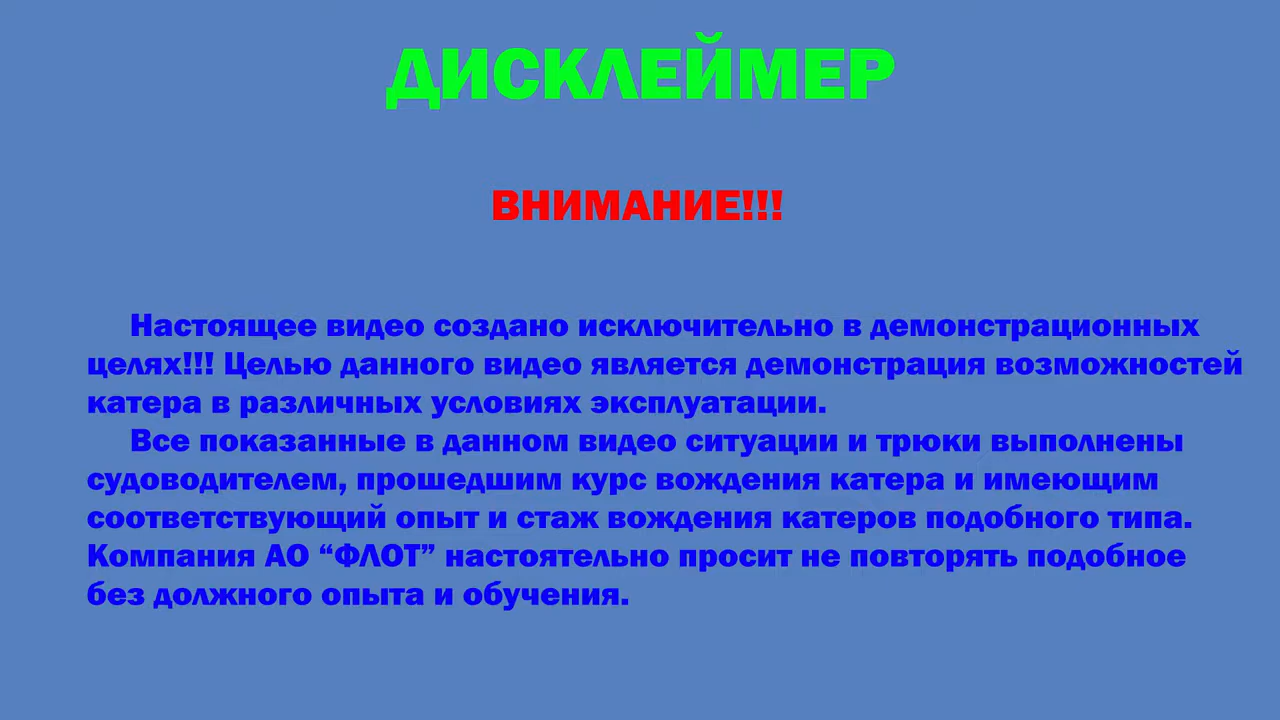 ДИСКЛЕЙМЕР
ВНИМАНИЕ!!!
Настоящее видео создано исключительно в демонстрационных
целях!!! Целью данного видео является демонстрация возможностей
катера в различных условиях эксплуатации.
Все показанные в данном видео ситуации и трюки выполнены
судоводителем, прошедшим курс вождения катера и имеющим
соответствующий опыт и стаж вождения катеров подобного типа.
Компания АО “ФЛОТ” настоятельно просит не повторять подобное
без должного опыта и обучения.